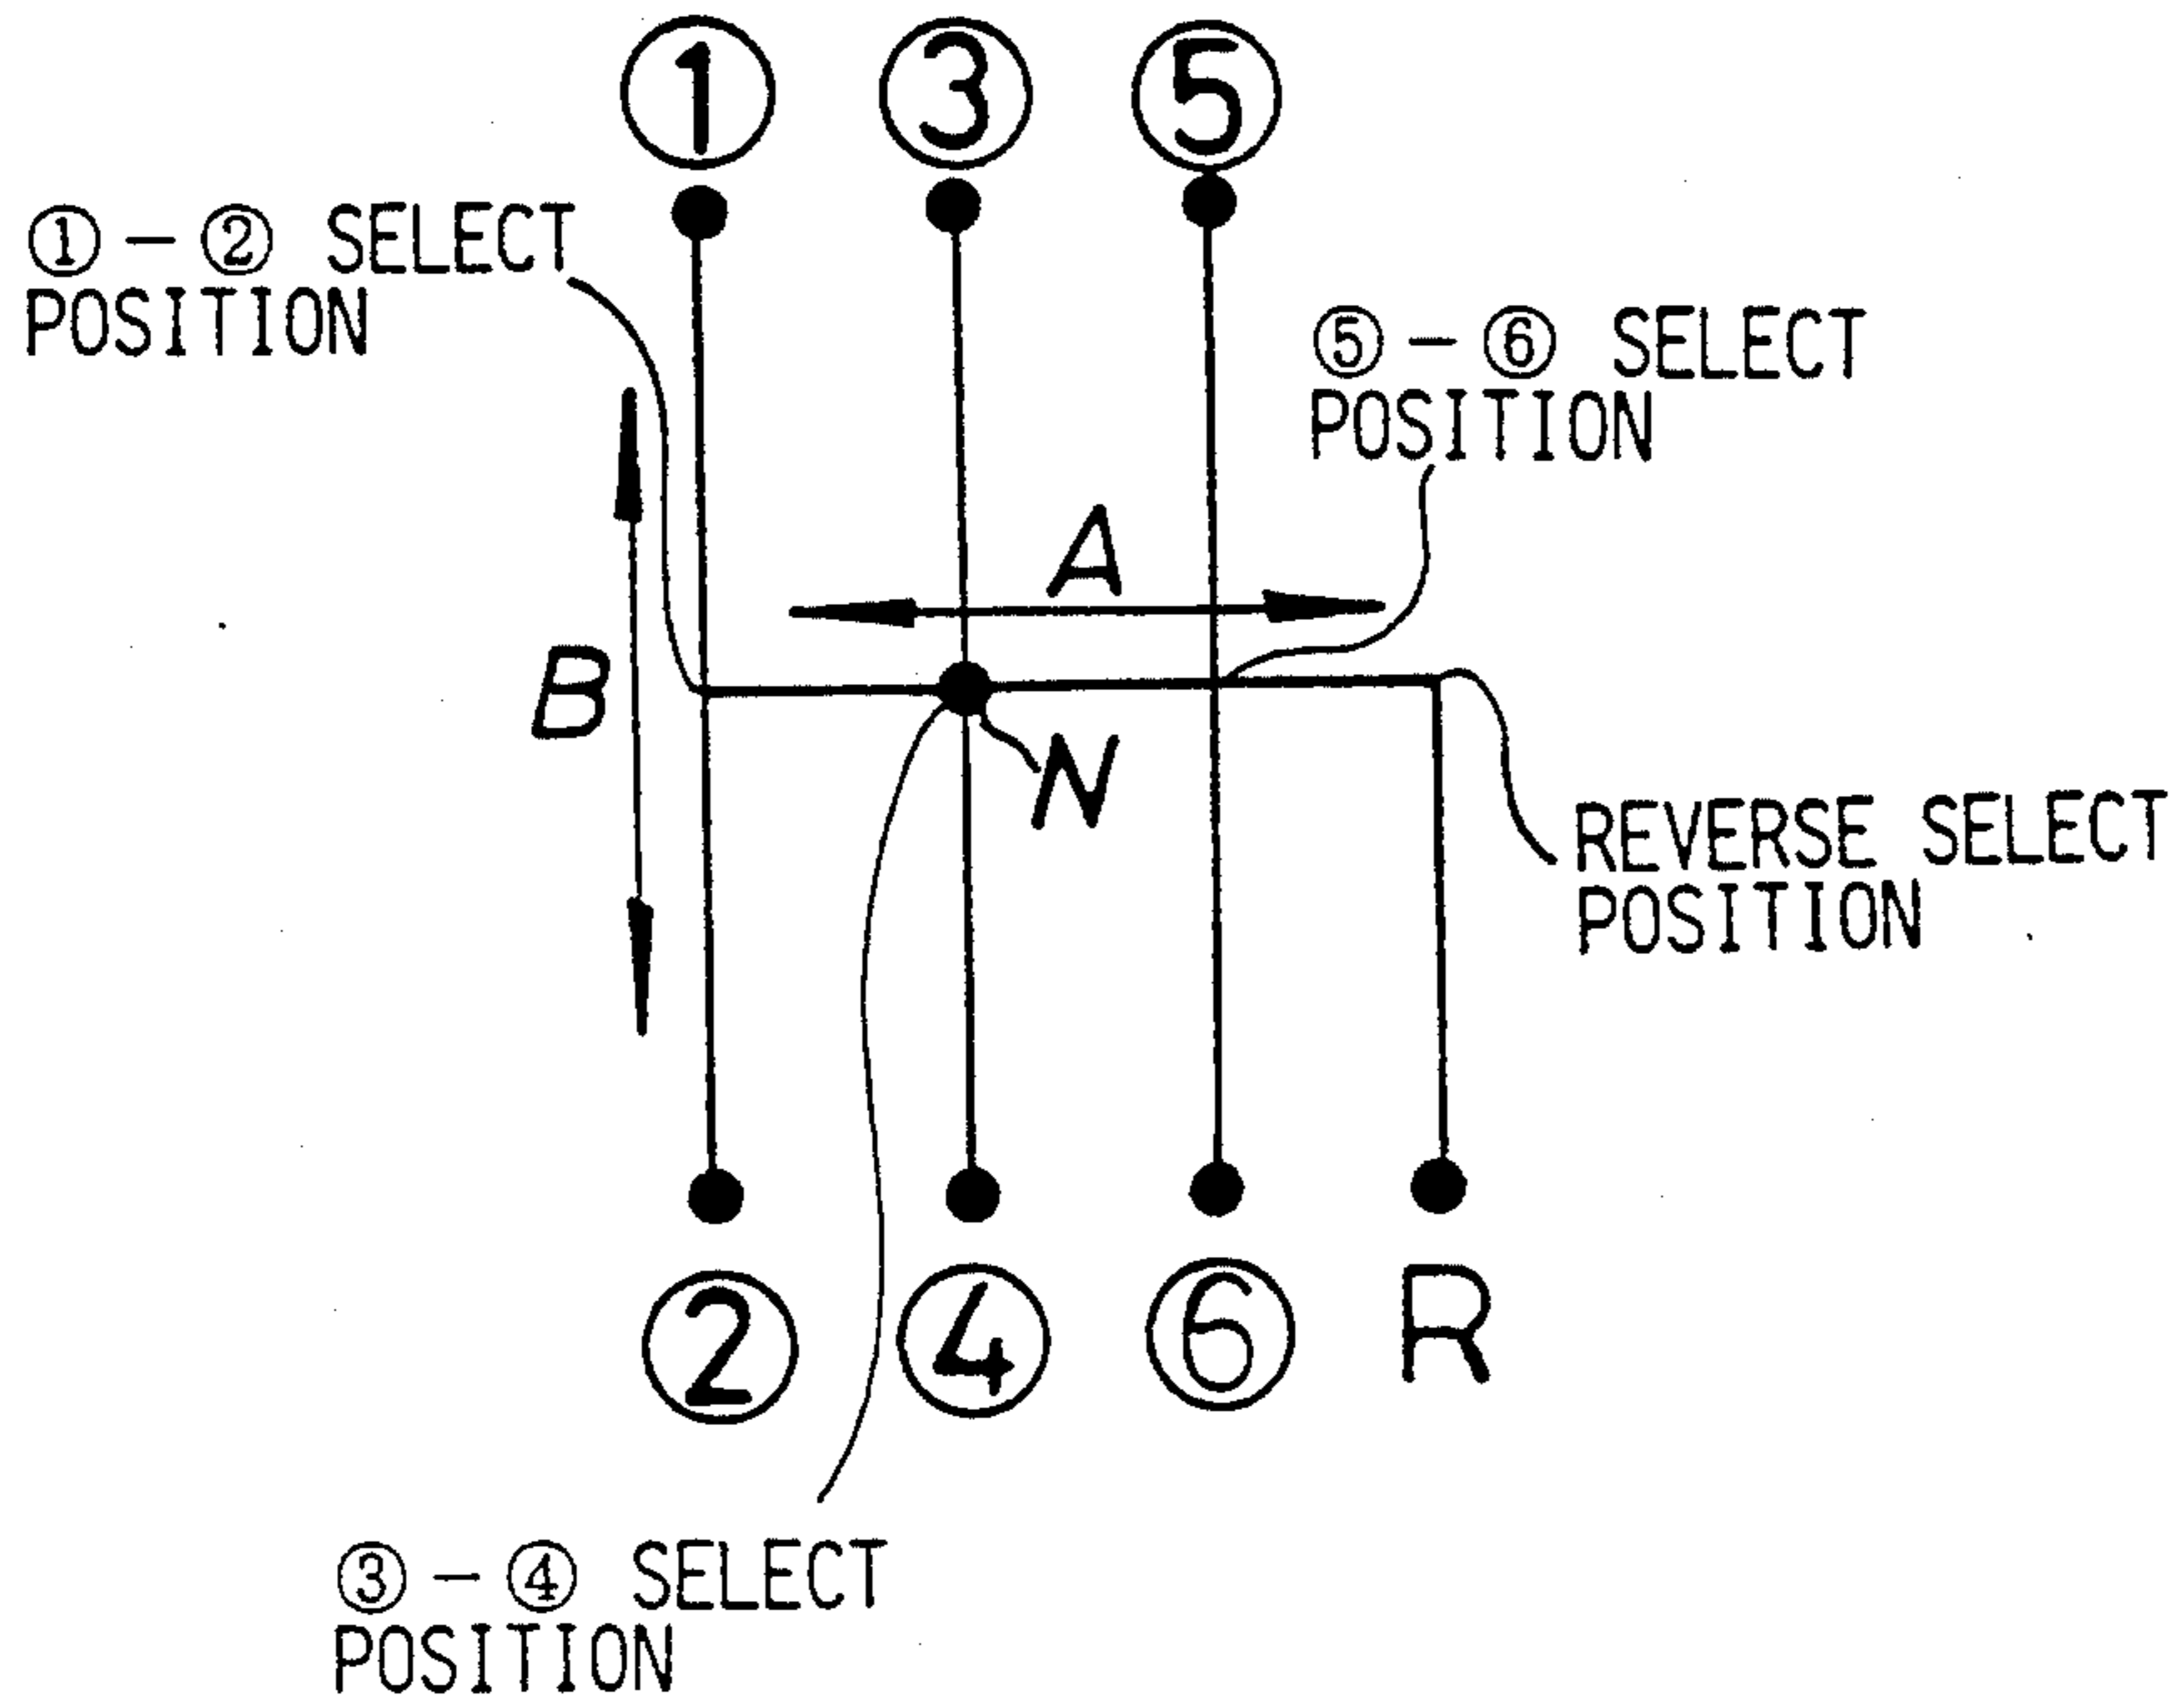 ① ③ ⑤
①-② SELECT
POSITION
⑤-⑥ SELECT
POSITION
A
B
N
REVERSE SELECT
POSITION
② ④ ⑥ R
③-④ SELECT
POSITION